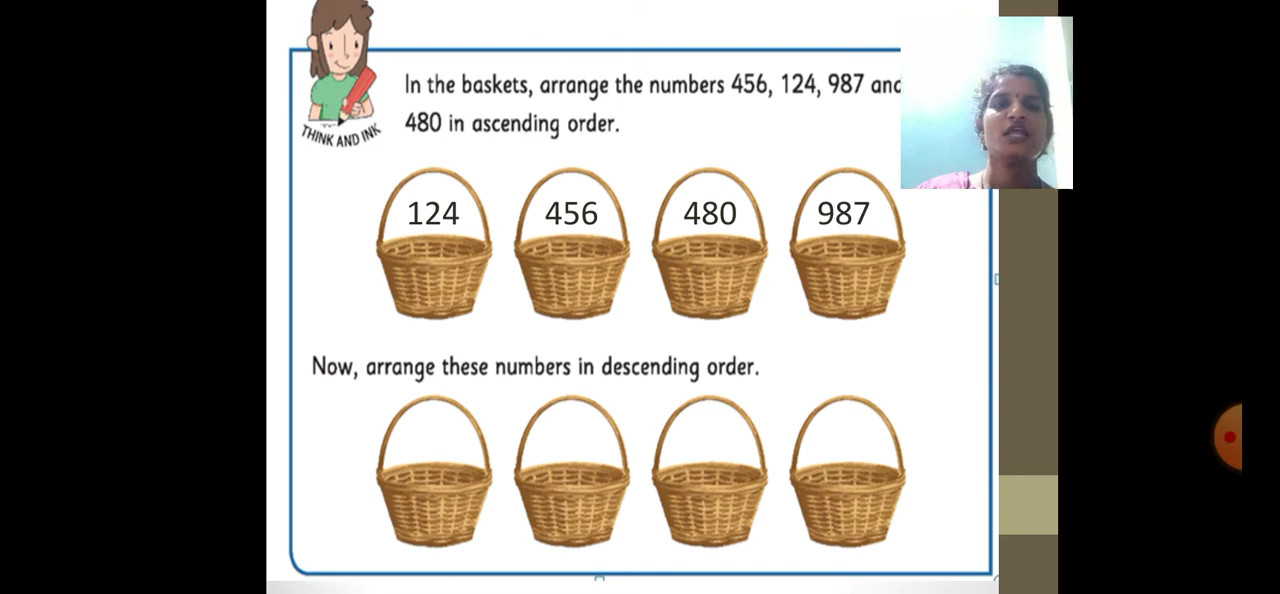 In the baskets, arrange the numbers 456, 124, 987 and
480 in ascending order.
THINK AND INK
124 456 480 987
Now, arrange these numbers in descending order.